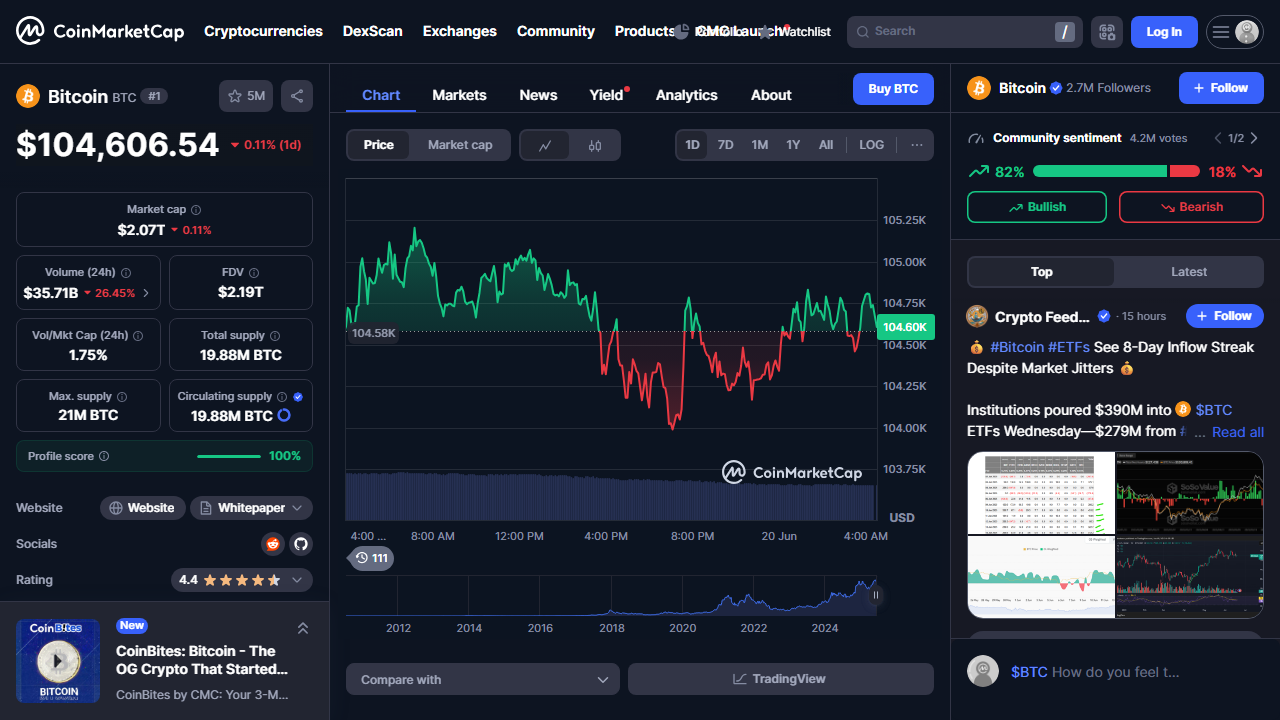 CoinMarketCap
Cryptocurrencies DexScan Exchanges Community Products CMC Launch Watchlist
Search /
Log In
Bitcoin BTC #1
5M
$104,606.54 0.11% (1d)
Market cap
$2.07T 0.11%
Volume (24h)
$35.71B 26.45%
FDV
$2.19T
Vol/Mkt Cap (24h)
1.75%
Total supply
19.88M BTC
Max. supply
21M BTC
Circulating supply
19.88M BTC
Profile score 100%
Website Website Whitepaper
Socials
Rating 4.4
CoinBites
BITCOIN
New
CoinBites: Bitcoin - The
OG Crypto That Started...
CoinBites by CMC: Your 3-M...
Chart Markets News Yield Analytics About
Buy BTC
Price Market cap
1D 7D 1M 1Y All LOG ...
105.25K
105.00K
104.75K
104.60K
104.58K
104.50K
104.25K
104.00K
103.75K
CoinMarketCap
USD
4:00 ... 8:00 AM 12:00 PM 4:00 PM 8:00 PM 20 Jun 4:00 AM
111
2012 2014 2016 2018 2020 2022 2024
Compare with
TradingView
Bitcoin 2.7M Followers
+ Follow
Community sentiment 4.2M votes 1/2
82% 18%
Bullish Bearish
Top Latest
Crypto Feed... · 15 hours
+ Follow
💰 #Bitcoin #ETFs See 8-Day Inflow Streak
Despite Market Jitters 💰
Institutions poured $390M into $BTC
ETFs Wednesday—$279M from # ... Read all
SoSoValue
SoSoValue
$BTC How do you feel t...